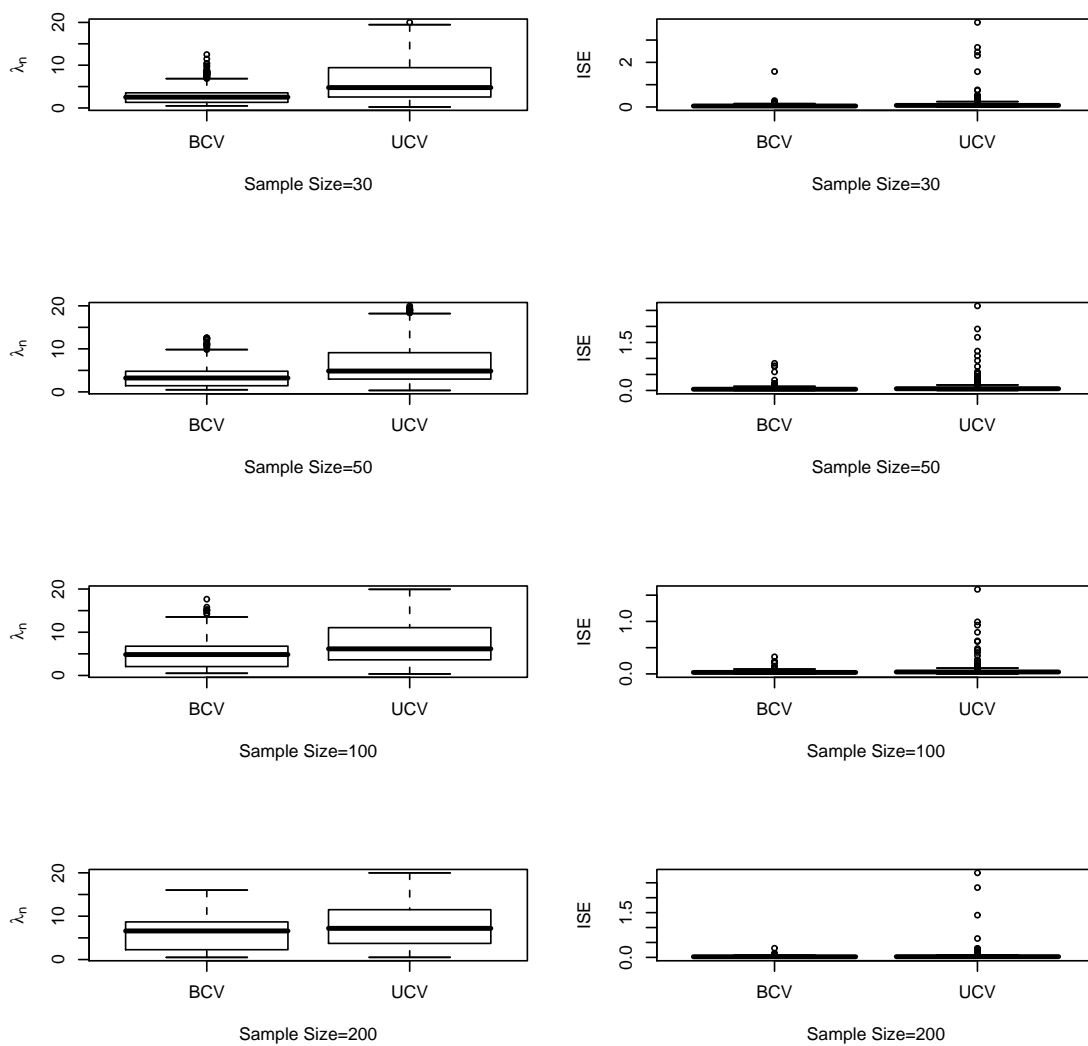 λn
20
10
0
BCV
UCV
Sample Size=30
ISE
2
0
BCV
UCV
Sample Size=30
λn
20
10
0
BCV
UCV
Sample Size=50
ISE
1.5
0.0
BCV
UCV
Sample Size=50
λn
20
10
0
BCV
UCV
Sample Size=100
ISE
1.0
0.0
BCV
UCV
Sample Size=100
λn
20
10
0
BCV
UCV
Sample Size=200
ISE
1.5
0.0
BCV
UCV
Sample Size=200